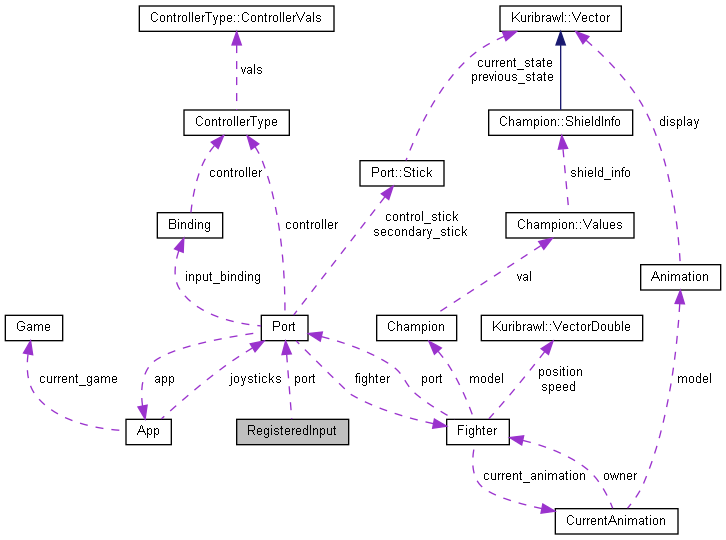 ControllerType::ControllerVals
Kuribrawl::Vector
vals
current_state
previous_state
ControllerType
Champion::ShieldInfo
display
controller
Port::Stick
shield_info
Binding
controller
control_stick
secondary_stick
Champion::Values
input_binding
val
Animation
Game
Port
Champion
Kuribrawl::VectorDouble
current_game
app
joysticks
port
fighter
port
model
position
speed
model
App
RegisteredInput
Fighter
current_animation
owner
CurrentAnimation